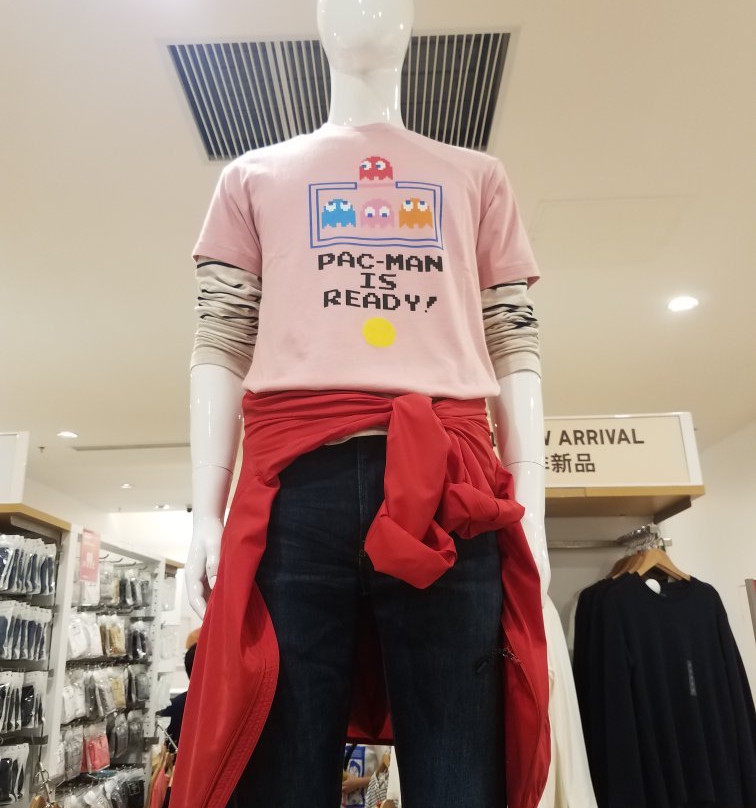 PAC-MAN
IS
READY!
W ARRIVAL
新品